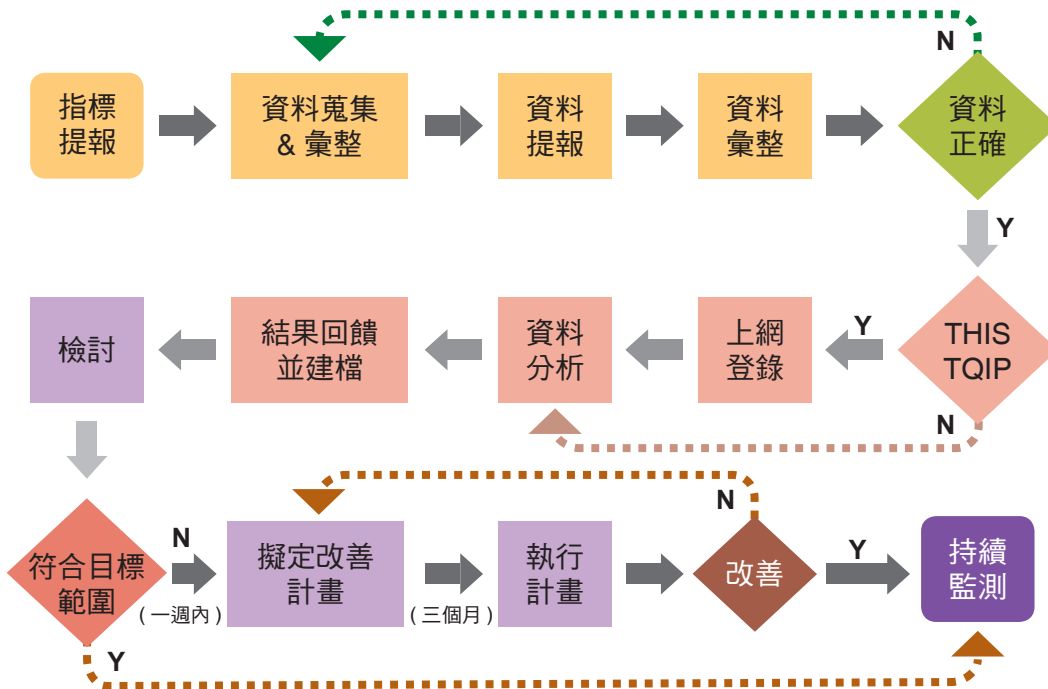 N
指標
提報
資料蒐集
& 彙整
資料
提報
資料
彙整
資料
正確
Y
檢討
結果回饋
並建檔
資料
分析
上網
登錄
Y
THIS
TQIP
N
符合目標
範圍
N
(一週內)
擬定改善
計畫
(三個月)
執行
計畫
N
改善
Y
持續
監測
Y